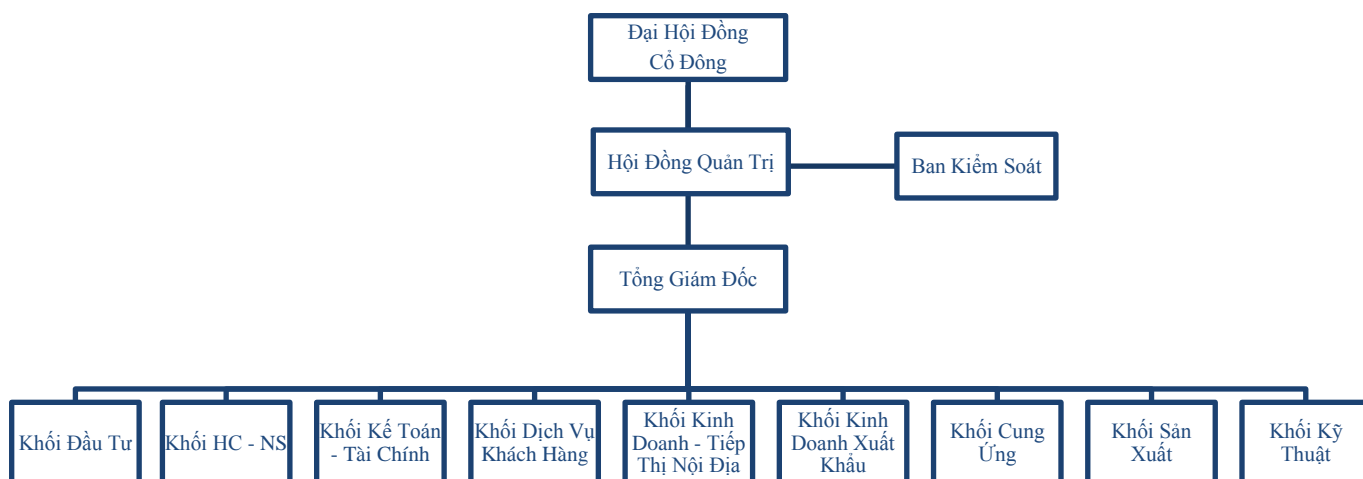 Đại Hội Đồng
Cổ Đông
Hội Đồng Quản Trị
Ban Kiểm Soát
Tổng Giám Đốc
Khối Đầu Tư
Khối HC - NS
Khối Kế Toán
- Tài Chính
Khối Dịch Vụ
Khách Hàng
Khối Kinh
Doanh - Tiếp
Thị Nội Địa
Khối Kinh
Doanh Xuất
Khẩu
Khối Cung
Ứng
Khối Sản
Xuất
Khối Kỹ
Thuật